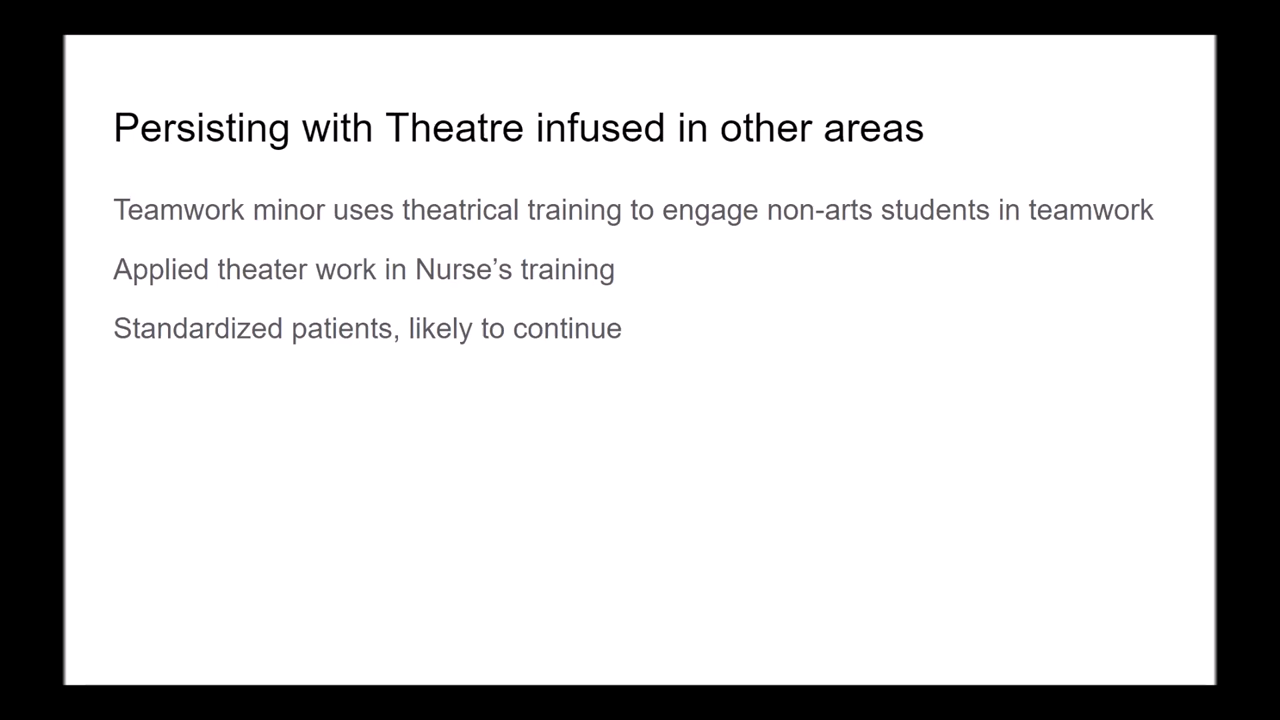 Persisting with Theatre infused in other areas
Teamwork minor uses theatrical training to engage non-arts students in teamwork
Applied theater work in Nurse’s training
Standardized patients, likely to continue